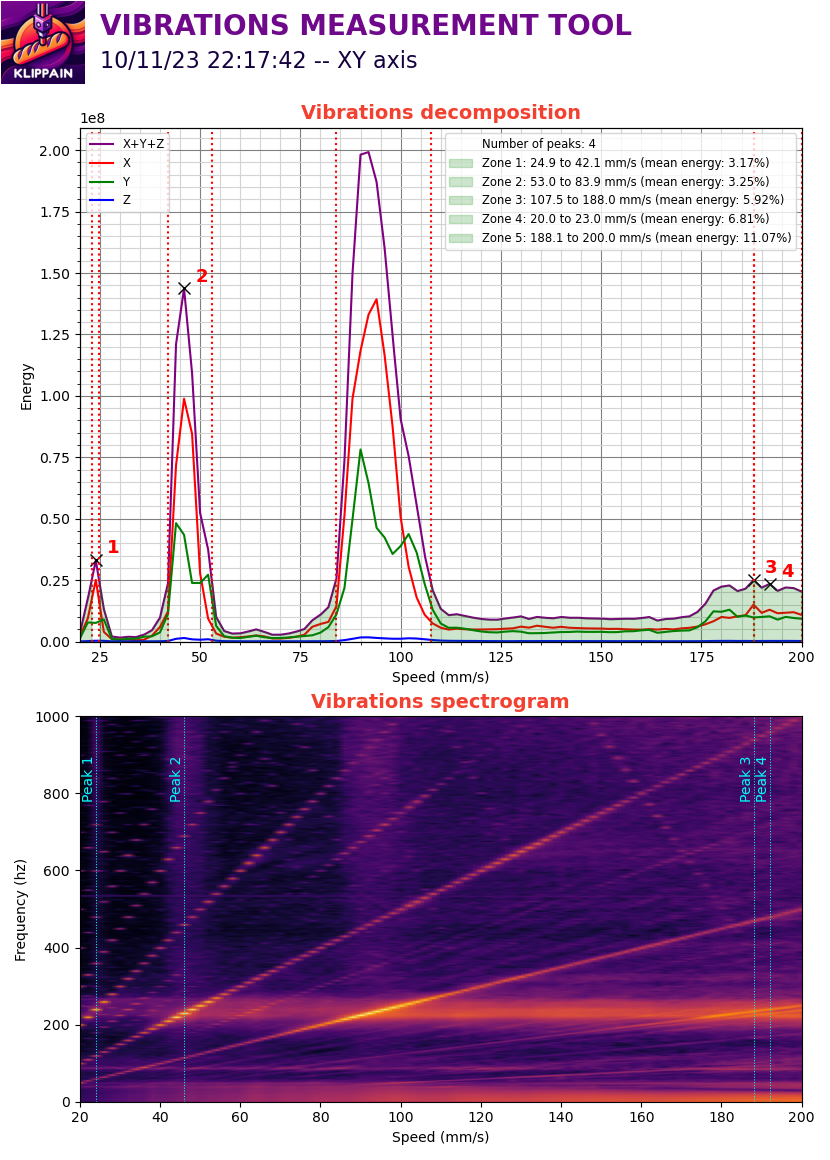 VIBRATIONS MEASUREMENT TOOL
10/11/23 22:17:42 -- XY axis
KLIPPAIN
Vibrations decomposition
1e8
X+Y+Z
X
Y
Z
Number of peaks: 4
Zone 1: 24.9 to 42.1 mm/s (mean energy: 3.17%)
Zone 2: 53.0 to 83.9 mm/s (mean energy: 3.25%)
Zone 3: 107.5 to 188.0 mm/s (mean energy: 5.92%)
Zone 4: 20.0 to 23.0 mm/s (mean energy: 6.81%)
Zone 5: 188.1 to 200.0 mm/s (mean energy: 11.07%)
2.00
1.75
1.50
1.25
1.00
0.75
0.50
0.25
0.00
Energy
1
2
3
4
25 50 75 100 125 150 175 200
Speed (mm/s)
Vibrations spectrogram
1000
800
600
400
200
0
Frequency (hz)
Peak 1
Peak 2
Peak 3
Peak 4
20 40 60 80 100 120 140 160 180 200
Speed (mm/s)